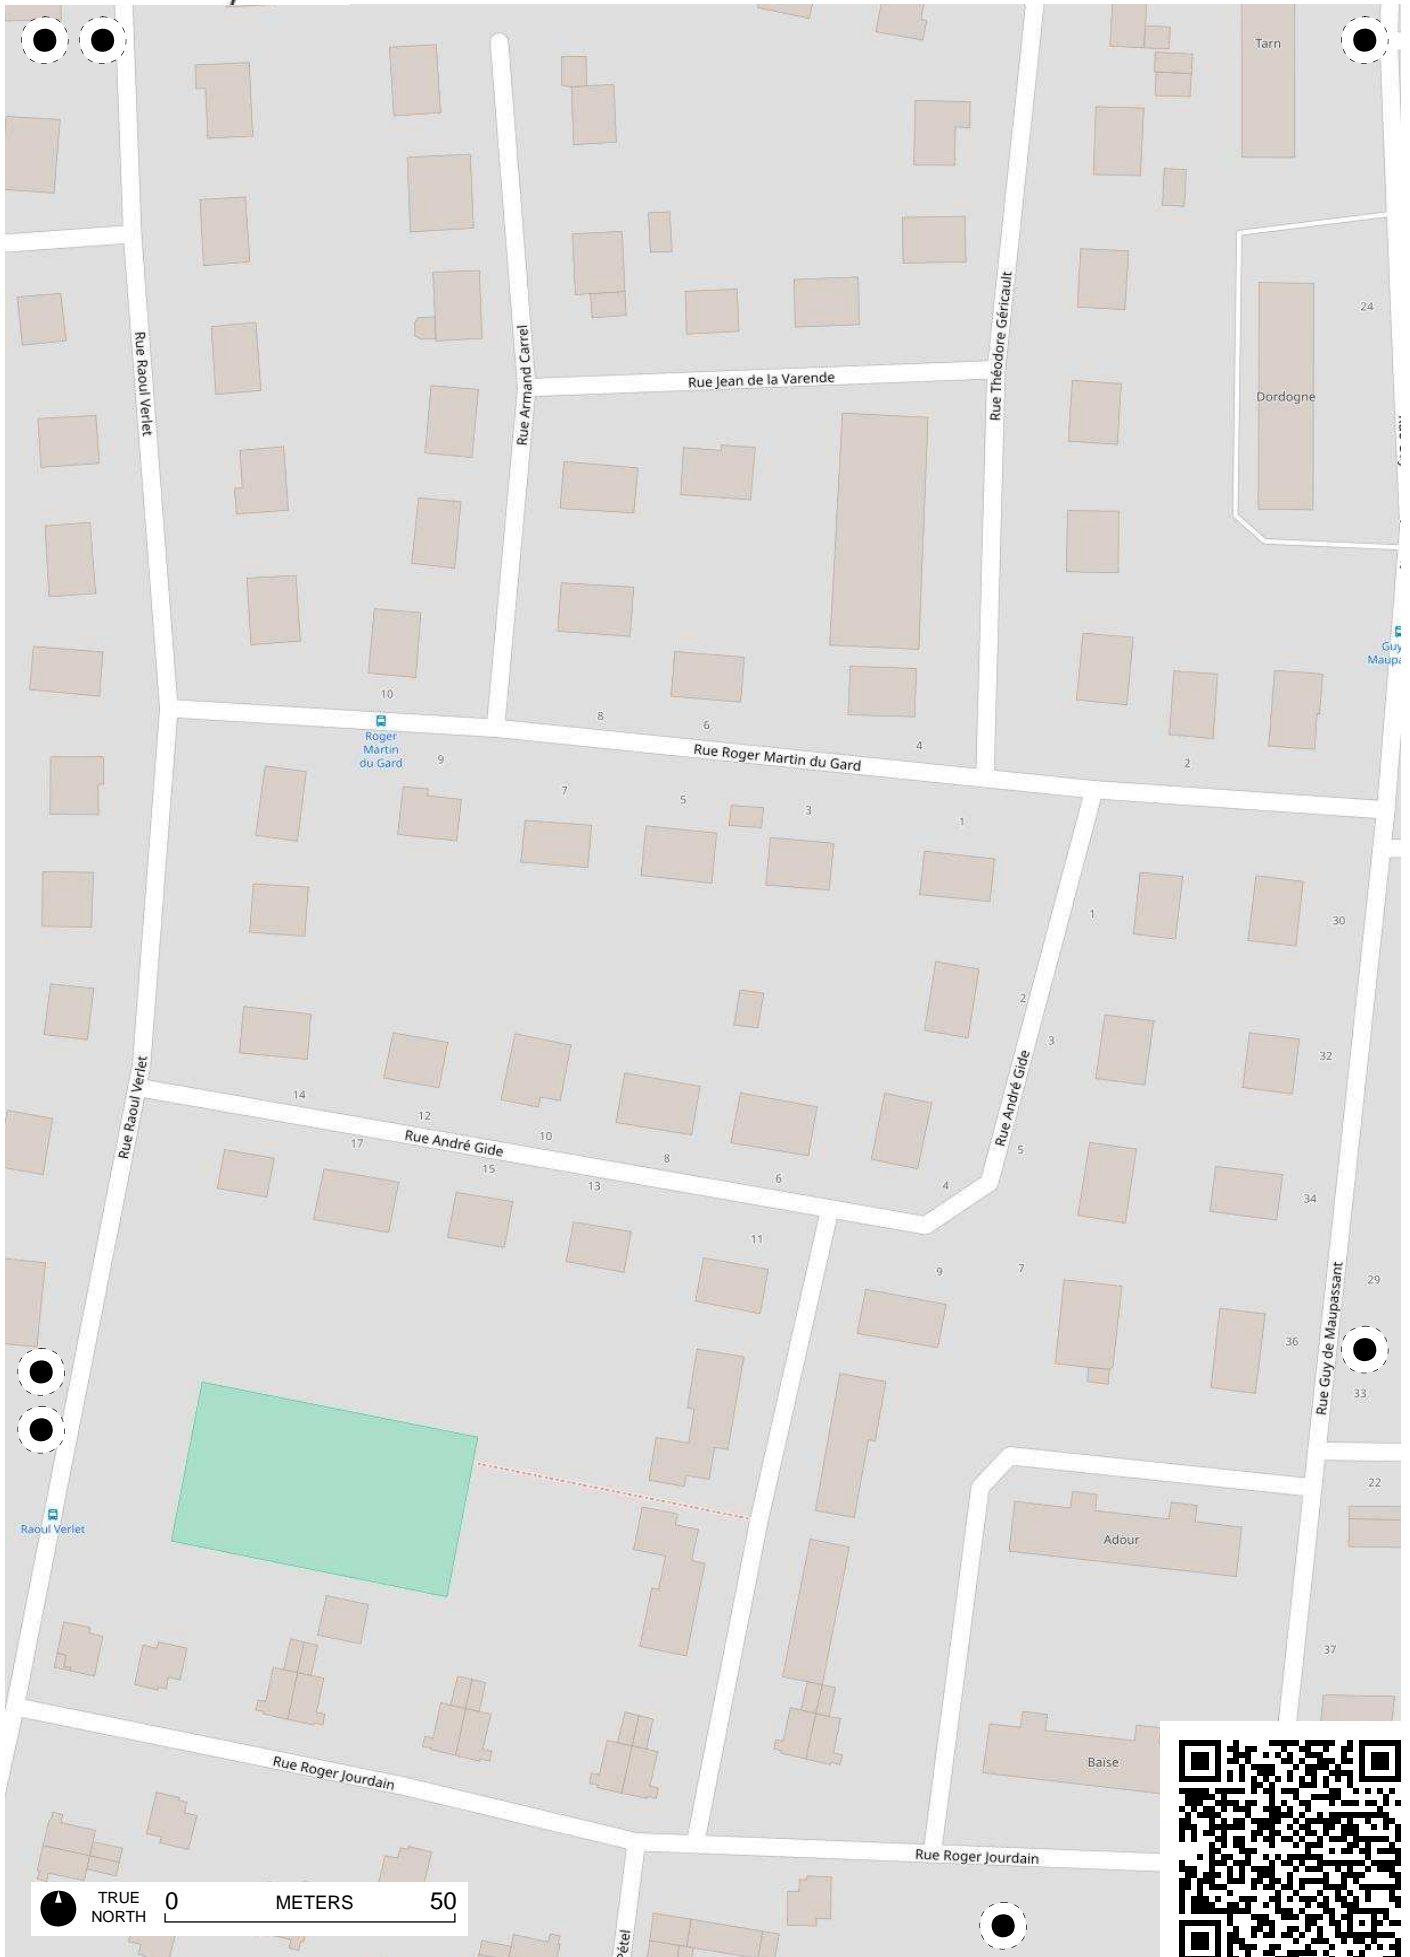 Tarn
24
Rue Raoul Verlet
Rue Armand Carrel
Rue Théodore Géricault
Rue Jean de la Varende
Dordogne
10
Roger
Martin
du Gard
9
8
6
4
2
Rue Roger Martin du Gard
7
5
3
1
1
30
2
3
32
Rue André Gide
5
34
Rue Raoul Verlet
14
12
10
8
6
4
Rue André Gide
17
15
13
11
9
7
29
36
33
Rue Guy de Maupassant
22
Raoul Verlet
Adour
37
Baïse
Rue Roger Jourdain
Rue Roger Jourdain
TRUE
NORTH
0 METERS 50